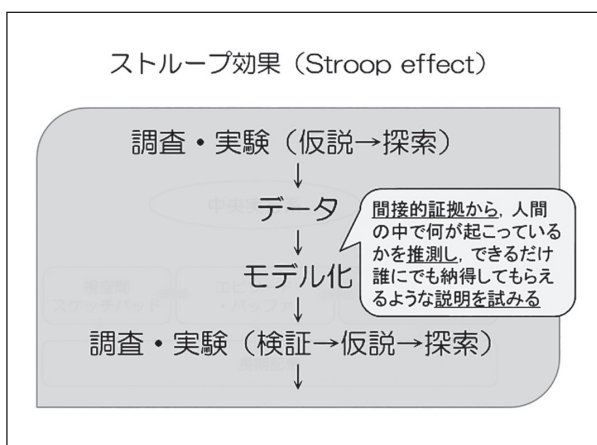 ストループ効果（Stroop effect）
調査・実験（仮説→探索）
↓
データ
↓
モデル化
↓
調査・実験（検証→仮説→探索）
↓
間接的証拠から，人間
の中で何が起こっている
かを推測し，できるだけ
誰にでも納得してもらえ
るような説明を試みる